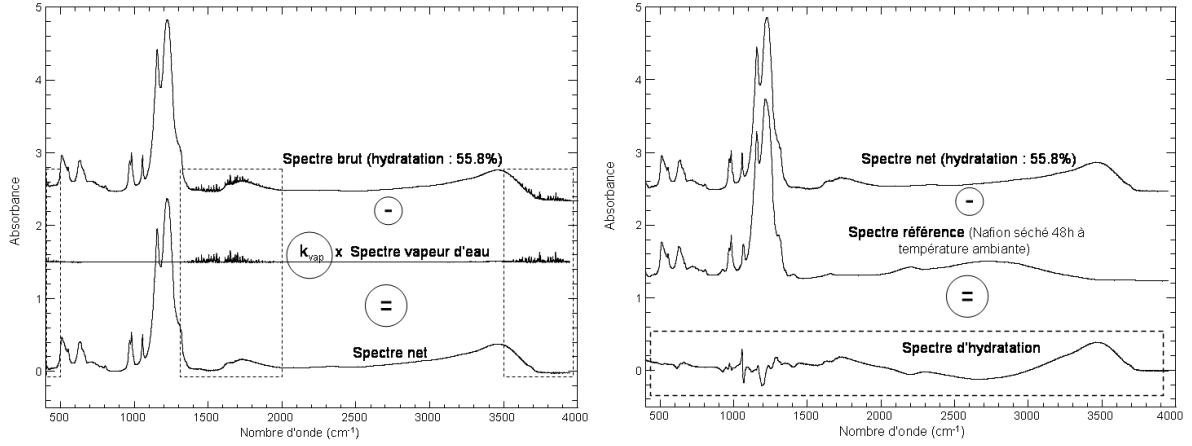 5
4
3
2
1
0
Absorbance
Spectre brut (hydratation : 55.8%)
-
kvap x Spectre vapeur d'eau
=
Spectre net
500 1000 1500 2000 2500 3000 3500 4000
Nombre d'onde (cm-1)
5
4
3
2
1
0
Absorbance
Spectre net (hydratation : 55.8%)
-
Spectre référence (Nafion séché 48h à
température ambiante)
=
Spectre d'hydratation
500 1000 1500 2000 2500 3000 3500 4000
Nombre d'onde (cm-1)